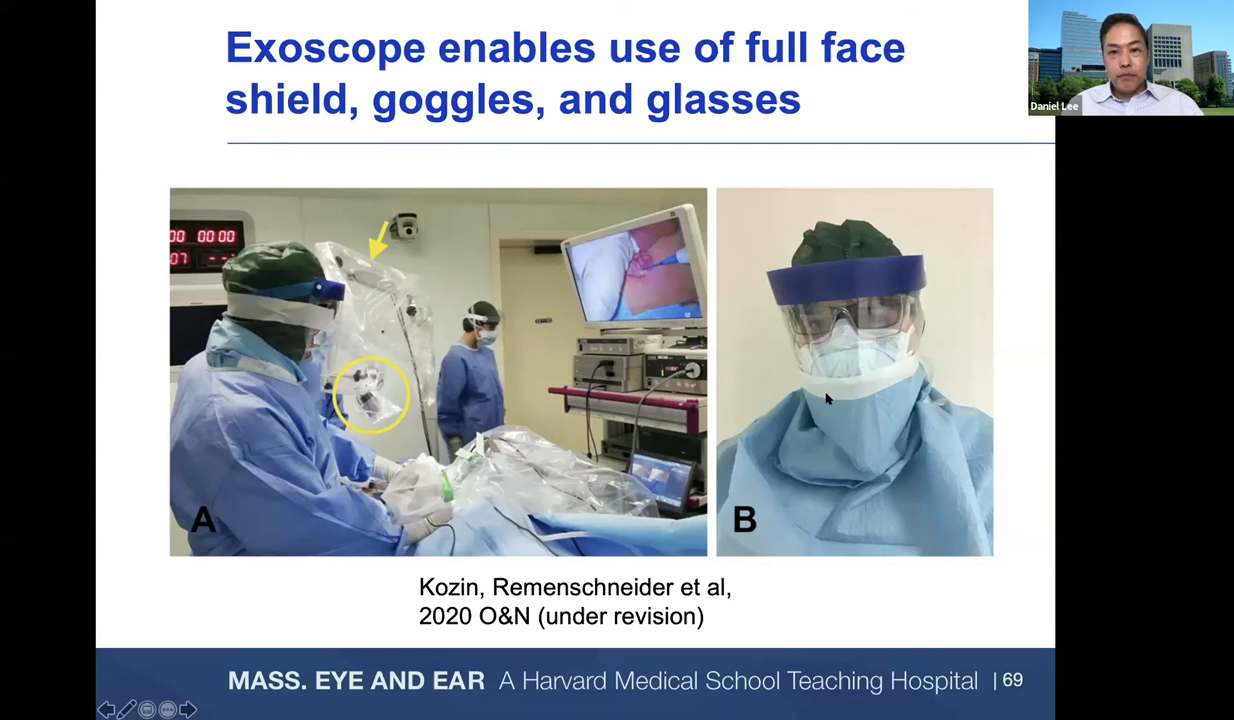 Exoscope enables use of full face
shield, goggles, and glasses
Daniel Lee
00 00:00
07 --
A
B
Kozin, Remenschneider et al,
2020 O&N (under revision)
MASS. EYE AND EAR A Harvard Medical School Teaching Hospital | 69